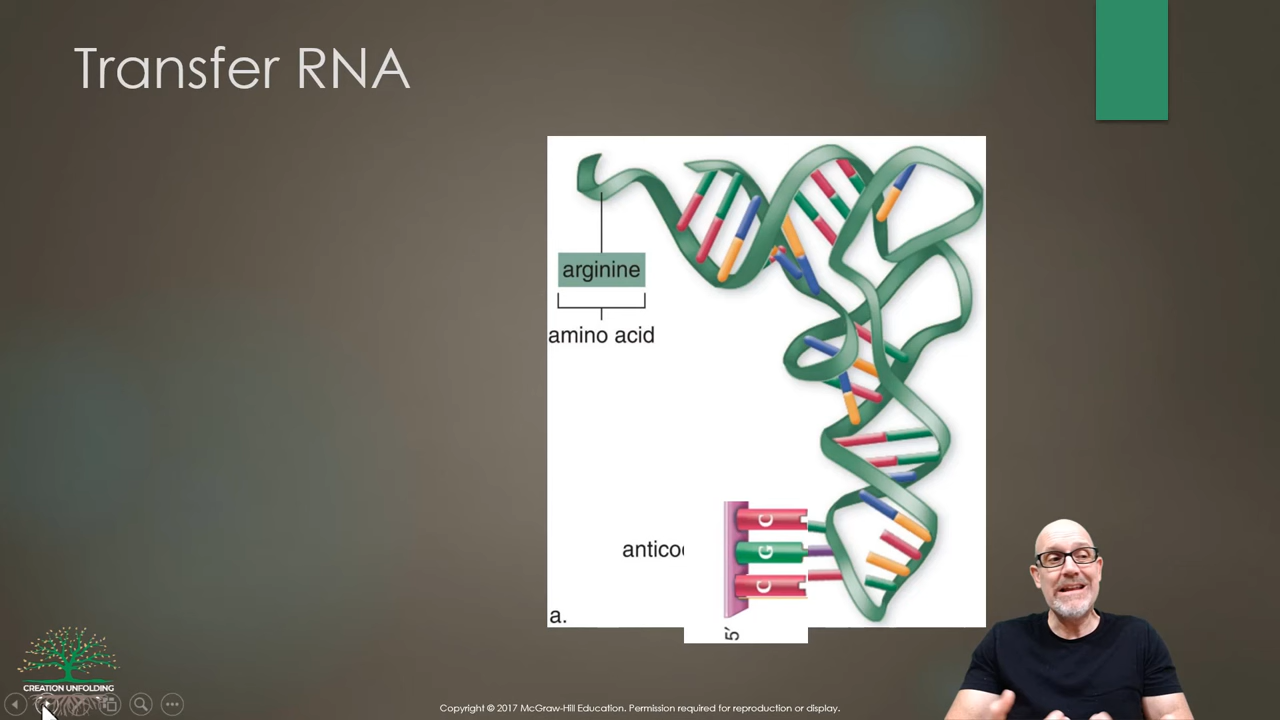 Transfer RNA
arginine
amino acid
antico
C
G
C
a.
5'
CREATION UNFOLDING
Copyright © 2017 McGraw-Hill Education. Permission required for reproduction or display.